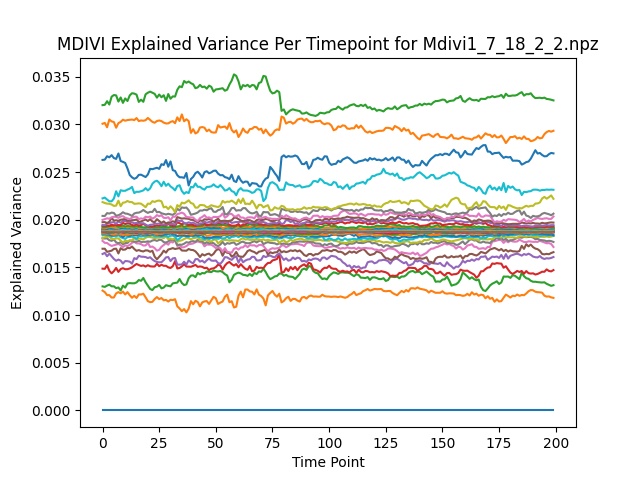 MDIVI Explained Variance Per Timepoint for Mdivi1_7_18_2_2.npz
0.035
0.030
0.025
0.020
0.015
0.010
0.005
0.000
Explained Variance
0 25 50 75 100 125 150 175 200
Time Point